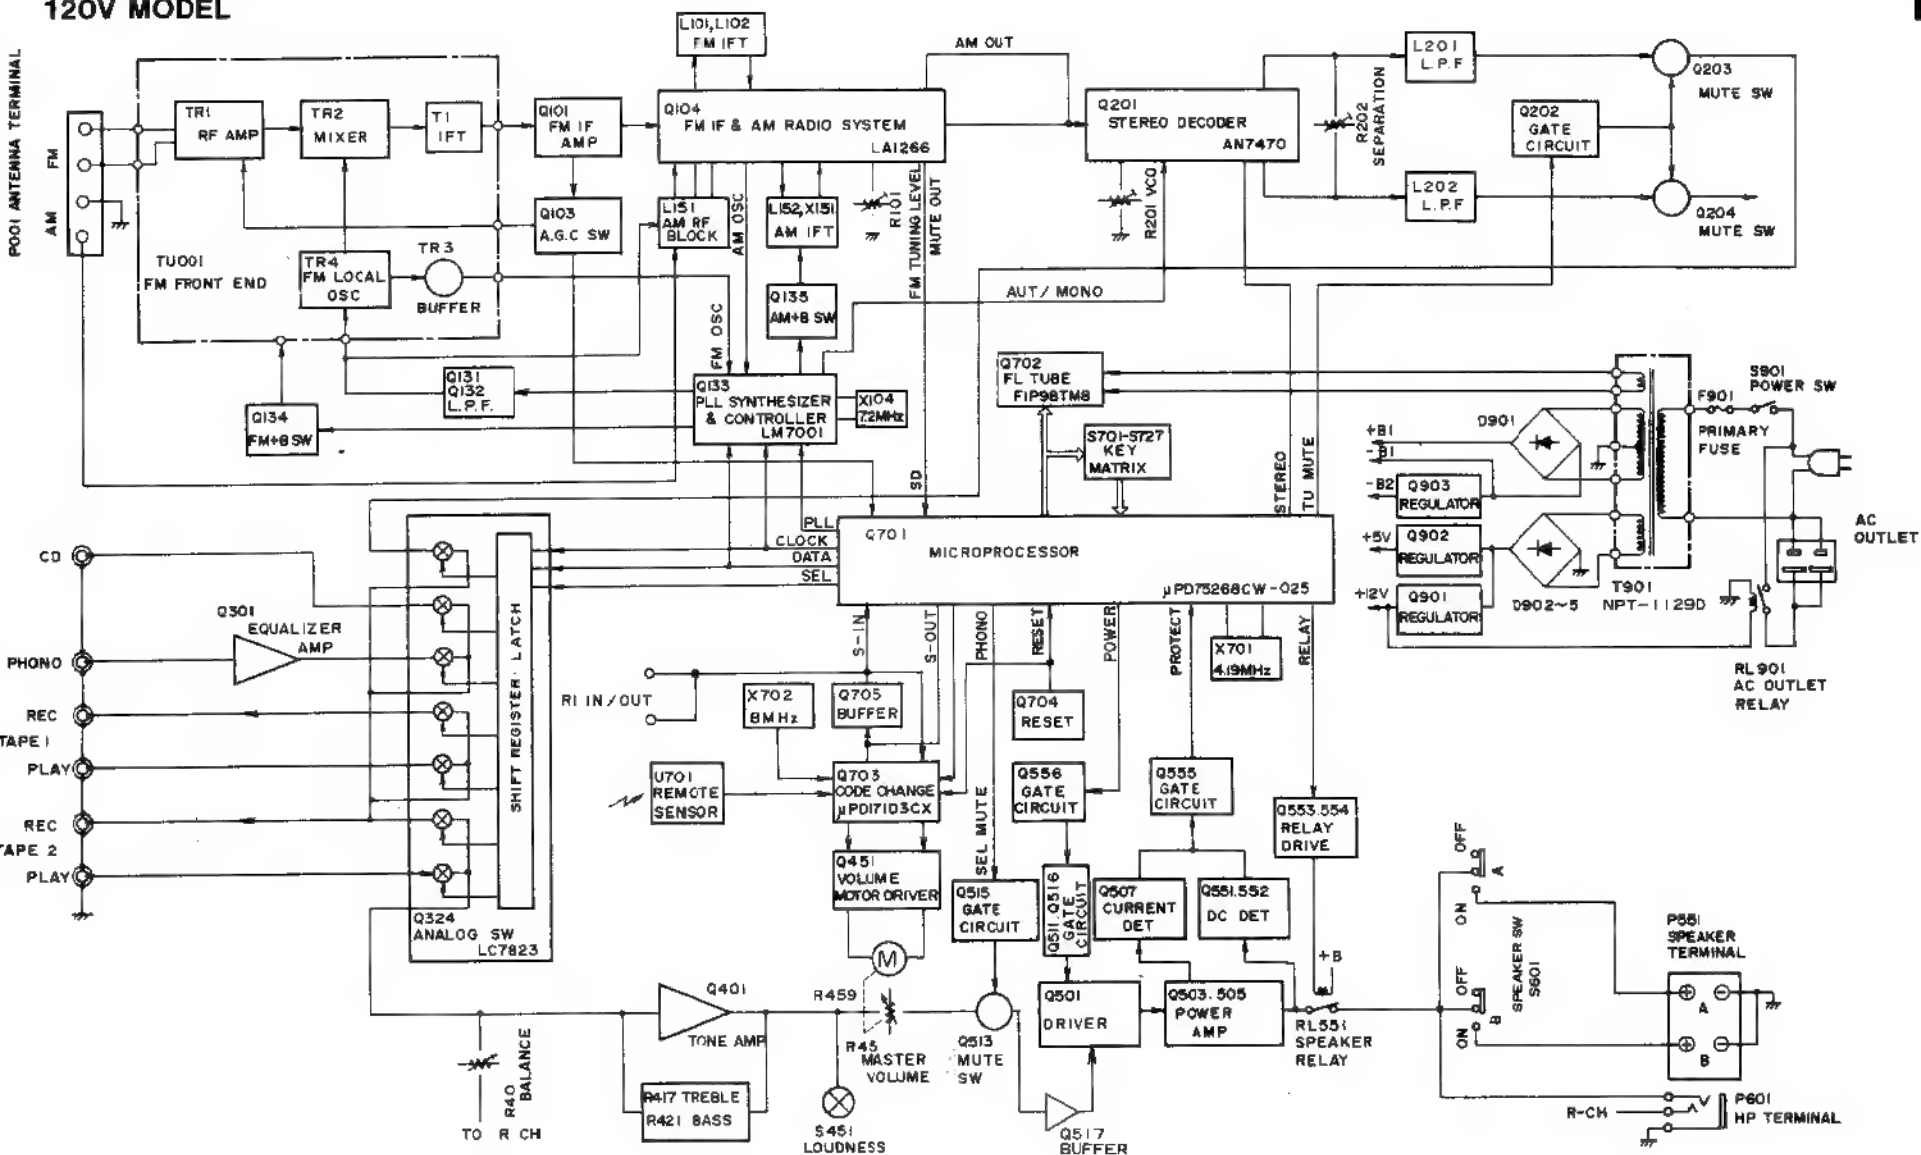 120V MODEL
P001 ANTENNA TERMINAL
FM
AM
TR1
RF AMP
TR2
MIXER
T1
IFT
TU001
FM FRONT END
TR4
FM LOCAL
OSC
TR3
BUFFER
Q101
FM IF
AMP
Q103
A.G.C SW
L101,L102
FM IFT
Q104
FM IF & AM RADIO SYSTEM
LA1266
AM OUT
L151
AM RF
BLOCK
AM OSC
L152,X151
AM IFT
R101
FM TUNING LEVEL
MUTE OUT
Q135
AM+B SW
FM OSC
Q201
STEREO DECODER
AN7470
R201 VCO
R202
SEPARATION
L201
L.P.F
L202
L.P.F
Q202
GATE
CIRCUIT
Q203
MUTE SW
Q204
MUTE SW
AUT/MONO
Q134
FM+B SW
Q131
Q132
L.P.F.
Q133
PLL SYNTHESIZER
& CONTROLLER
LM7001
X104
7.2MHz
Q702
FL TUBE
FIP9BTM8
S701-S727
KEY
MATRIX
SD
STEREO
TU MUTE
D901
+B1
-B1
-B2
Q903
REGULATOR
+5V
Q902
REGULATOR
+12V
Q901
REGULATOR
D902~5
T901
NPT-1129D
F901
PRIMARY
FUSE
S901
POWER SW
AC
OUTLET
RL901
AC OUTLET
RELAY
PLL
CLOCK
DATA
SEL
Q701
MICROPROCESSOR
μPD75268CW-025
CD
PHONO
REC
TAPE 1
PLAY
REC
TAPE 2
PLAY
Q301
EQUALIZER
AMP
SHIFT REGISTER·LATCH
Q324
ANALOG SW
LC7823
S-IN
S-OUT
PHONO
RESET
POWER
PROTECT
X701
4.19MHz
RELAY
RI IN/OUT
X702
8MHz
Q705
BUFFER
Q704
RESET
U701
REMOTE
SENSOR
Q703
CODE CHANGE
μPD17103CX
Q451
VOLUME
MOTOR DRIVER
M
SEL MUTE
Q515
GATE
CIRCUIT
Q556
GATE
CIRCUIT
Q511,Q516
GATE
CIRCUIT
Q555
GATE
CIRCUIT
Q507
CURRENT
DET
Q551.552
DC DET
Q553.554
RELAY
DRIVE
+B
Q401
TONE AMP
R417 TREBLE
R421 BASS
R40
BALANCE
TO R CH
R459
R45
MASTER
VOLUME
S451
LOUDNESS
Q513
MUTE
SW
Q501
DRIVER
Q517
BUFFER
Q503.505
POWER
AMP
RL551
SPEAKER
RELAY
OFF
A
ON
OFF
B
ON
SPEAKER SW
S601
P551
SPEAKER
TERMINAL
A
B
R-CH
P601
HP TERMINAL